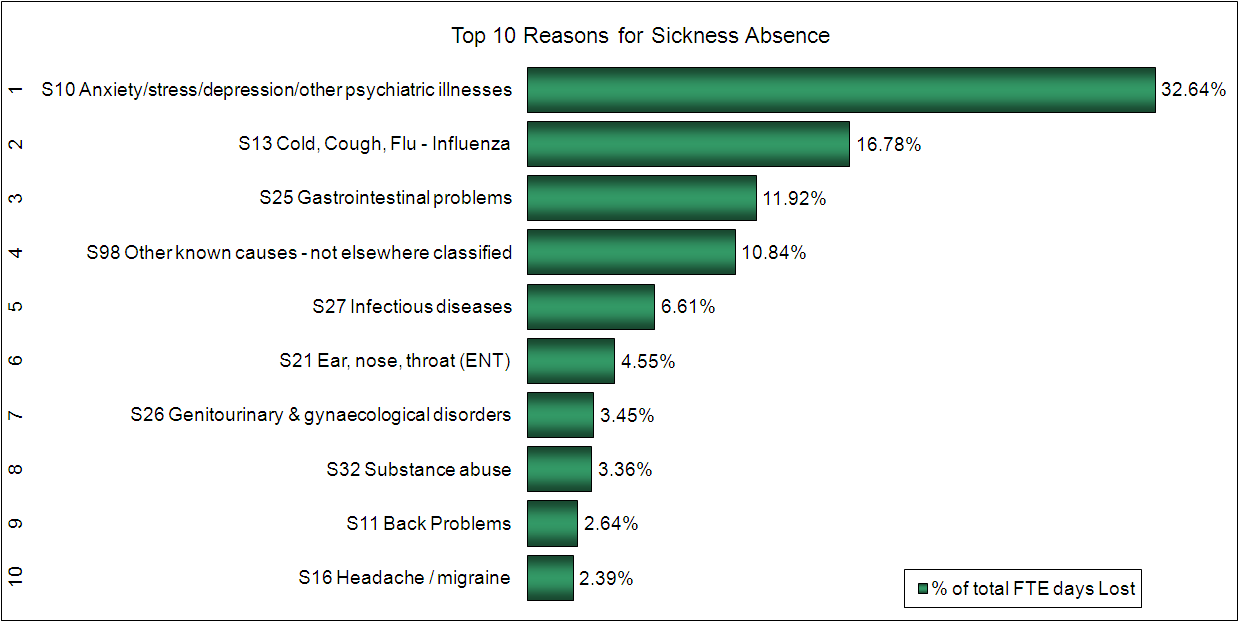 Top 10 Reasons for Sickness Absence
1 S10 Anxiety/stress/depression/other psychiatric illnesses 32.64%
2 S13 Cold, Cough, Flu - Influenza 16.78%
3 S25 Gastrointestinal problems 11.92%
4 S98 Other known causes - not elsewhere classified 10.84%
5 S27 Infectious diseases 6.61%
6 S21 Ear, nose, throat (ENT) 4.55%
7 S26 Genitourinary & gynaecological disorders 3.45%
8 S32 Substance abuse 3.36%
9 S11 Back Problems 2.64%
10 S16 Headache / migraine 2.39%
% of total FTE days Lost